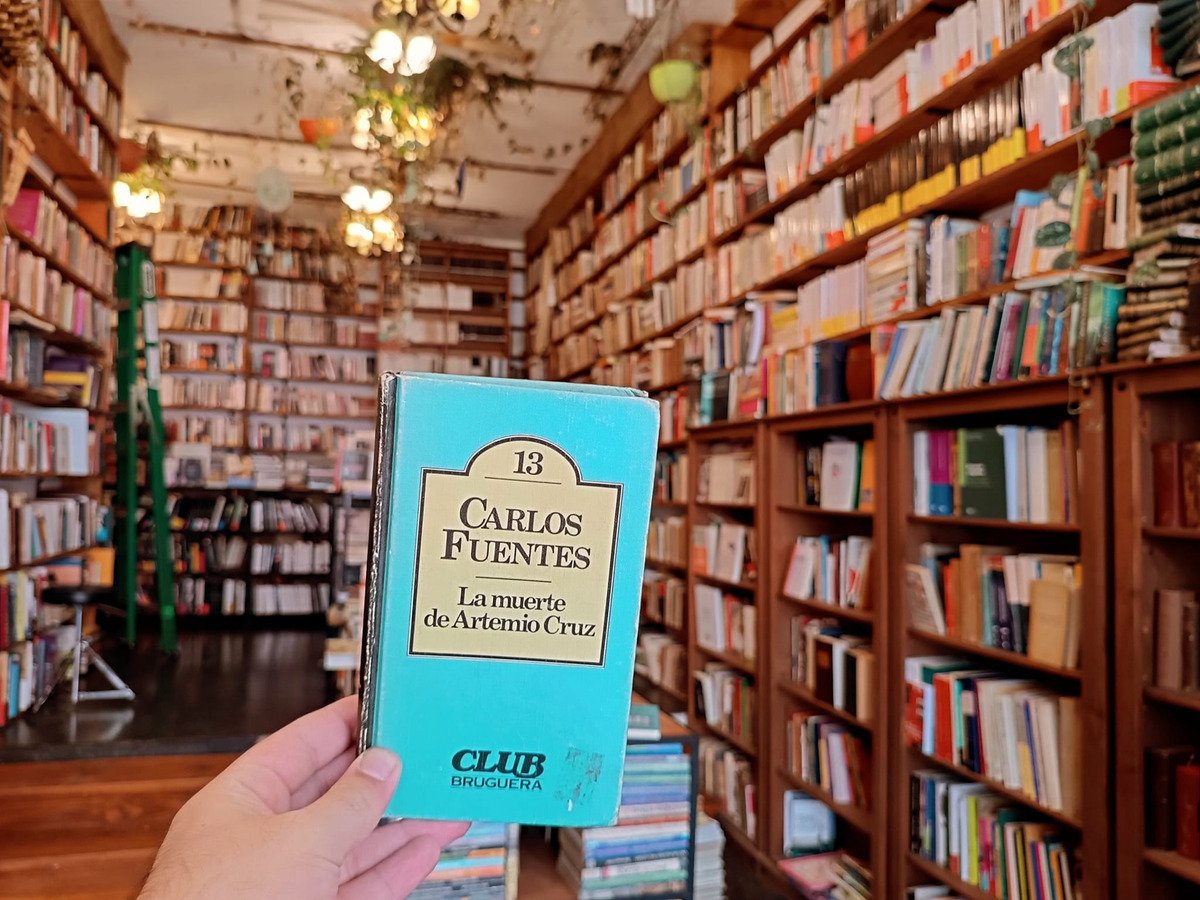 13
CARLOS
FUENTES
La muerte
de Artemio Cruz
CLUB
BRUGUERA